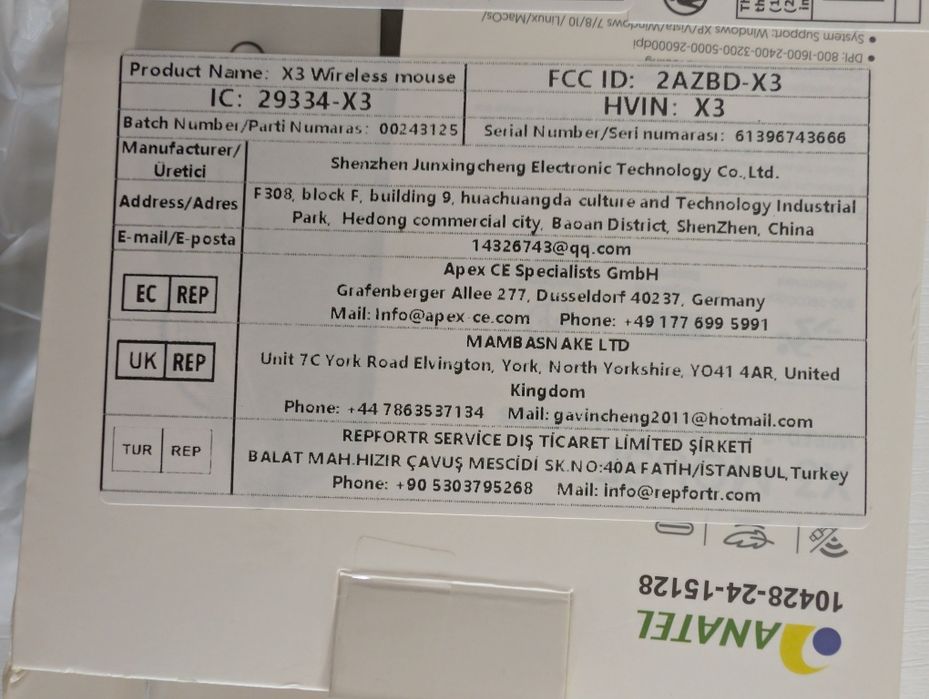 Product Name: X3 Wireless mouse
FCC ID: 2AZBD-X3
IC: 29334-X3
HVIN: X3
Batch Number/Parti Numaras: 00243125
Serial Number/Seri numarası: 61396743666
Manufacturer/
Üretici
Shenzhen Junxingcheng Electronic Technology Co.,Ltd.
Address/Adres
F308, block F, building 9, huachuangda culture and Technology Industrial
Park, Hedong commercial city, Baoan District, ShenZhen, China
E-mail/E-posta
14326743@qq.com
EC REP
Apex CE Specialists GmbH
Grafenberger Allee 277, Dusseldorf 40237, Germany
Mail: Info@apex-ce.com Phone: +49 177 699 5991
UK REP
MAMBASNAKE LTD
Unit 7C York Road Elvington, York, North Yorkshire, YO41 4AR, United
Kingdom
Phone: +44 7863537134 Mail: gavincheng2011@hotmail.com
TUR REP
REPFORTR SERVİCE DIŞ TİCARET LİMİTED ŞİRKETİ
BALAT MAH.HIZIR ÇAVUŞ MESCİDİ SK.NO:40A FATİH/İSTANBUL,Turkey
Phone: +90 5303795268 Mail: info@repfortr.com
ANATEL
10428-24-15128
• DPI: 800-1600-2400-3200-5000-26000dpi
• System Support: Windows XP/Vista/Windows 7/8/10 /Linux/MacOs/